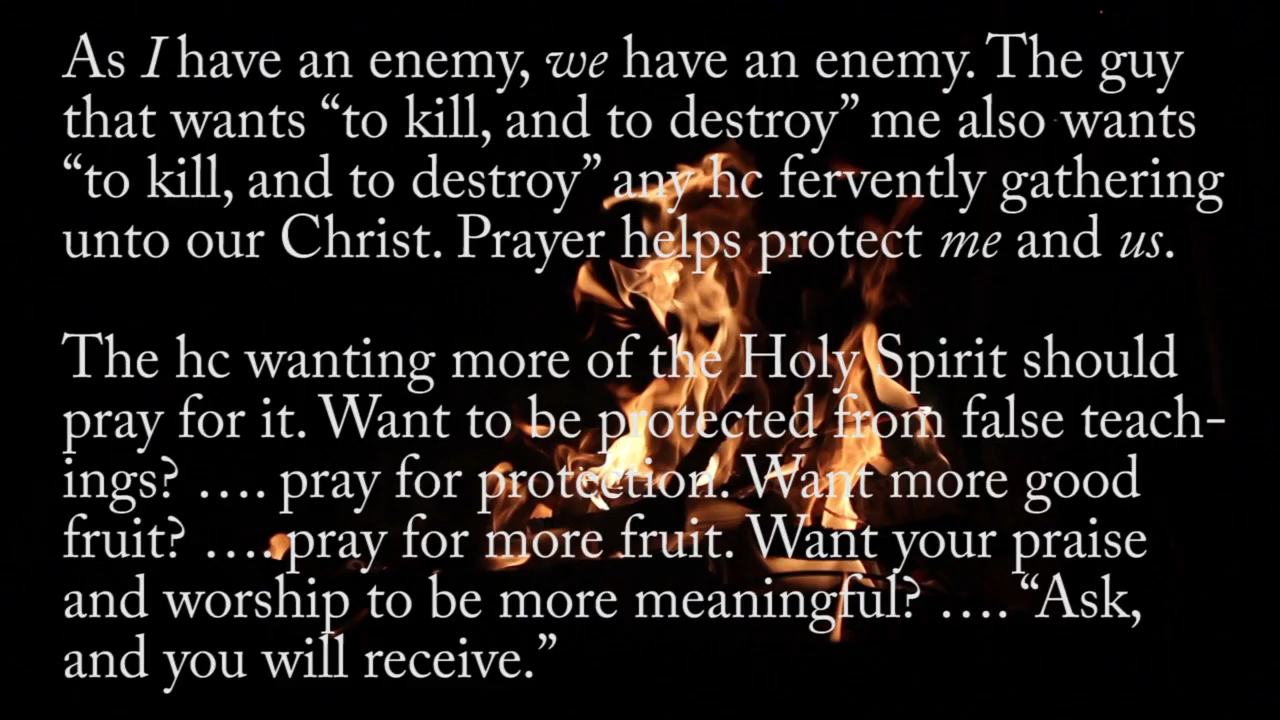 As I have an enemy, we have an enemy. The guy
that wants “to kill, and to destroy” me also wants
“to kill, and to destroy” any hc fervently gathering
unto our Christ. Prayer helps protect me and us.
The hc wanting more of the Holy Spirit should
pray for it. Want to be protected from false teach-
ings? …. pray for protection. Want more good
fruit? …. pray for more fruit. Want your praise
and worship to be more meaningful? …. “Ask,
and you will receive.”